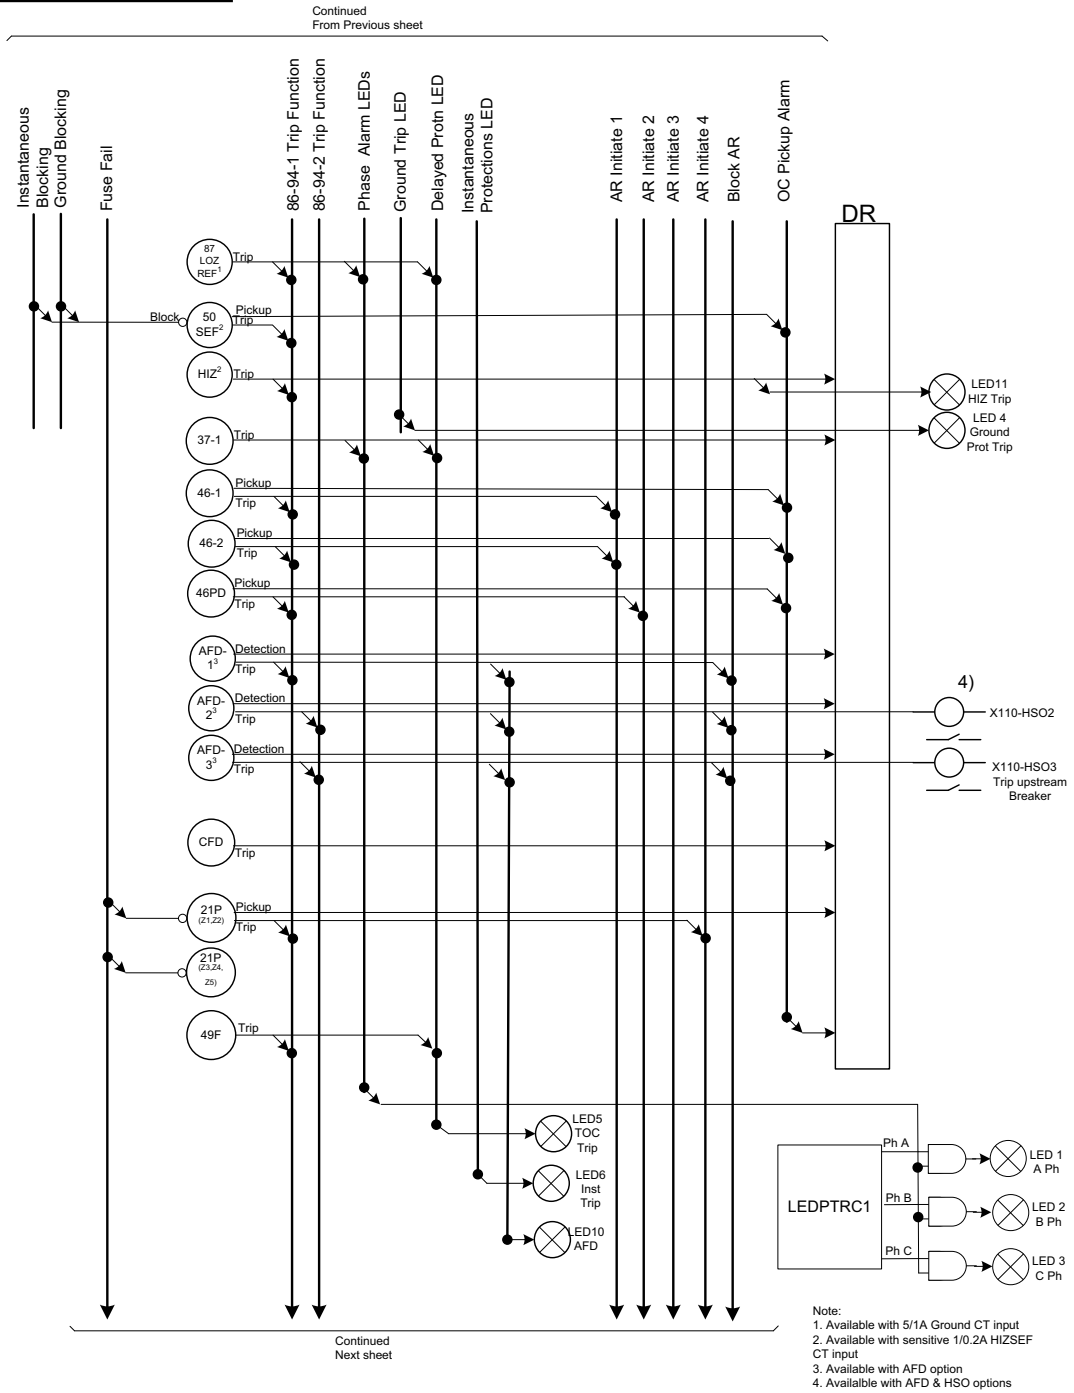 Continued
From Previous sheet
Instantaneous
Blocking
Ground Blocking
Fuse Fail
86-94-1 Trip Function
86-94-2 Trip Function
Phase Alarm LEDs
Ground Trip LED
Delayed Protn LED
Instantaneous
Protections LED
AR Initiate 1
AR Initiate 2
AR Initiate 3
AR Initiate 4
Block AR
OC Pickup Alarm
DR
87
LOZ
REF1
Trip
Block
50
SEF2
Pickup
Trip
HIZ2
Trip
LED11
HIZ Trip
LED 4
Ground
Prot Trip
37-1
Trip
46-1
Pickup
Trip
46-2
Pickup
Trip
46PD
Pickup
Trip
AFD-
13
Detection
Trip
AFD-
23
Detection
Trip
4)
X110-HSO2
AFD-
33
Detection
Trip
X110-HSO3
Trip upstream
Breaker
CFD
Trip
21P
(Z1,Z2)
Pickup
Trip
21P
(Z3,Z4,
Z5)
49F
Trip
LED5
TOC
Trip
LED6
Inst
Trip
LED10
AFD
LEDPTRC1
Ph A
Ph B
Ph C
LED 1
A Ph
LED 2
B Ph
LED 3
C Ph
Continued
Next sheet
Note:
1. Available with 5/1A Ground CT input
2. Available with sensitive 1/0.2A HIZSEF
CT input
3. Available with AFD option
4. Availalble with AFD & HSO options